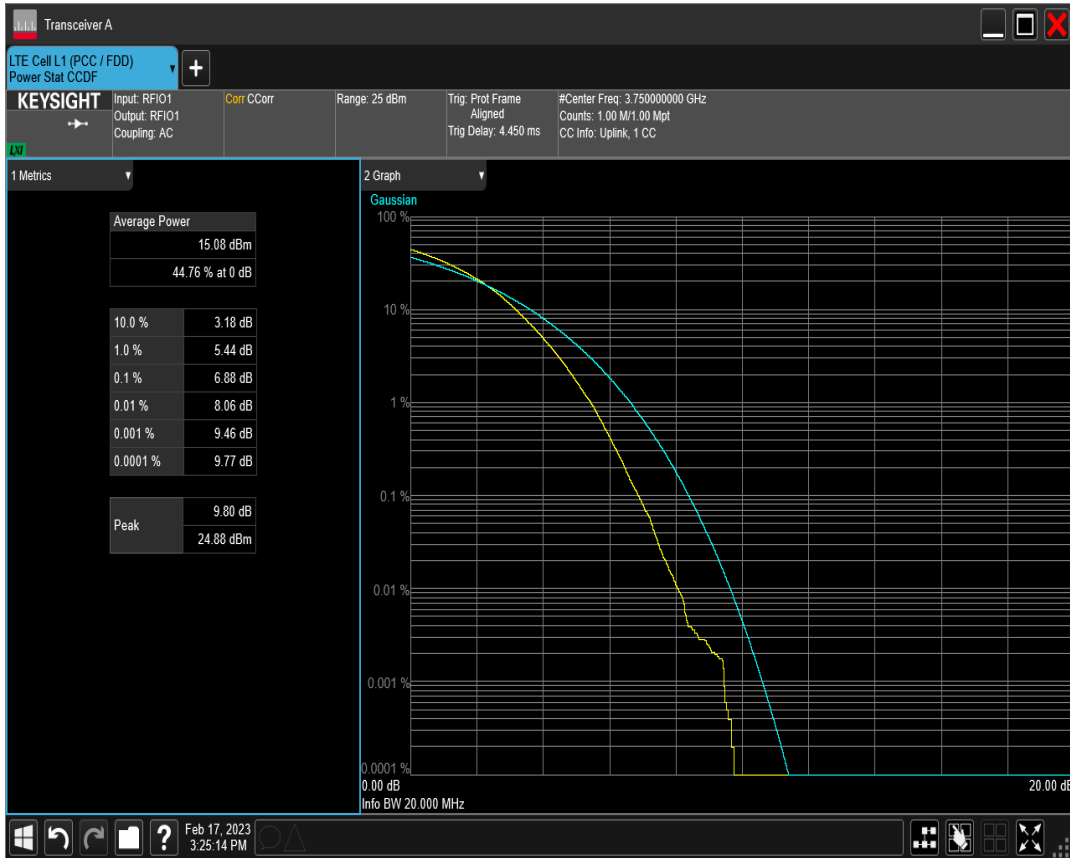 Transceiver A
LTE Cell L1 (PCC / FDD)
Power Stat CCDF
+
KEYSIGHT
LXI
Input: RFIO1
Output: RFIO1
Coupling: AC
Corr CCorr
Range: 25 dBm
Trig: Prot Frame
Aligned
Trig Delay: 4.450 ms
#Center Freq: 3.750000000 GHz
Counts: 1.00 M/1.00 Mpt
CC Info: Uplink, 1 CC
1 Metrics
Average Power
15.08 dBm
44.76 % at 0 dB
10.0 % 3.18 dB
1.0 % 5.44 dB
0.1 % 6.88 dB
0.01 % 8.06 dB
0.001 % 9.46 dB
0.0001 % 9.77 dB
Peak
9.80 dB
24.88 dBm
2 Graph
Gaussian
100 %
10 %
1 %
0.1 %
0.01 %
0.001 %
0.0001 %
0.00 dB 20.00 dB
Info BW 20.000 MHz
?
Feb 17, 2023
3:25:14 PM